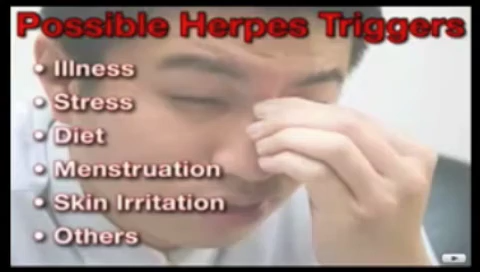 Possible Herpes Triggers
• Illness
• Stress
• Diet
• Menstruation
• Skin Irritation
• Others